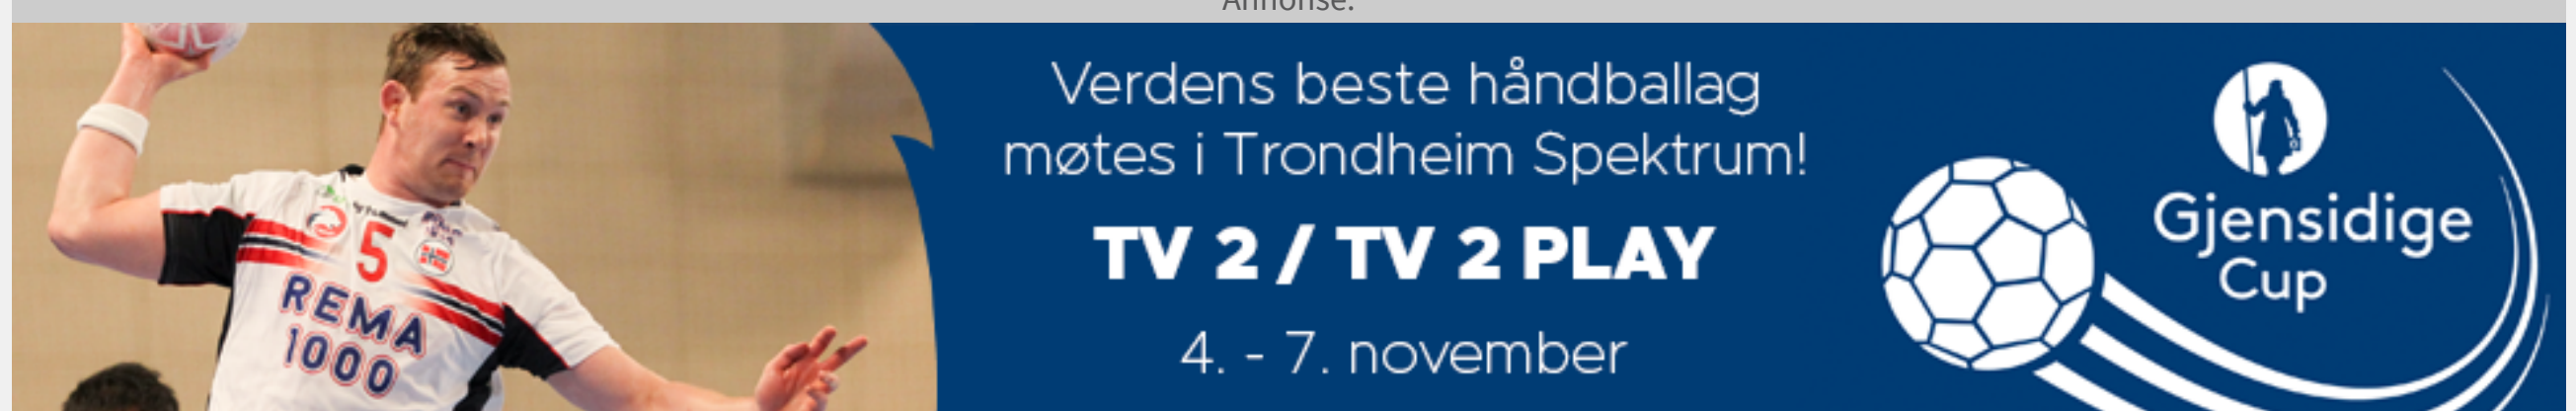 Annonse:
Verdens beste håndballag
møtes i Trondheim Spektrum!
TV 2 / TV 2 PLAY
4. - 7. november
Gjensidige
Cup
5
REMA
1000